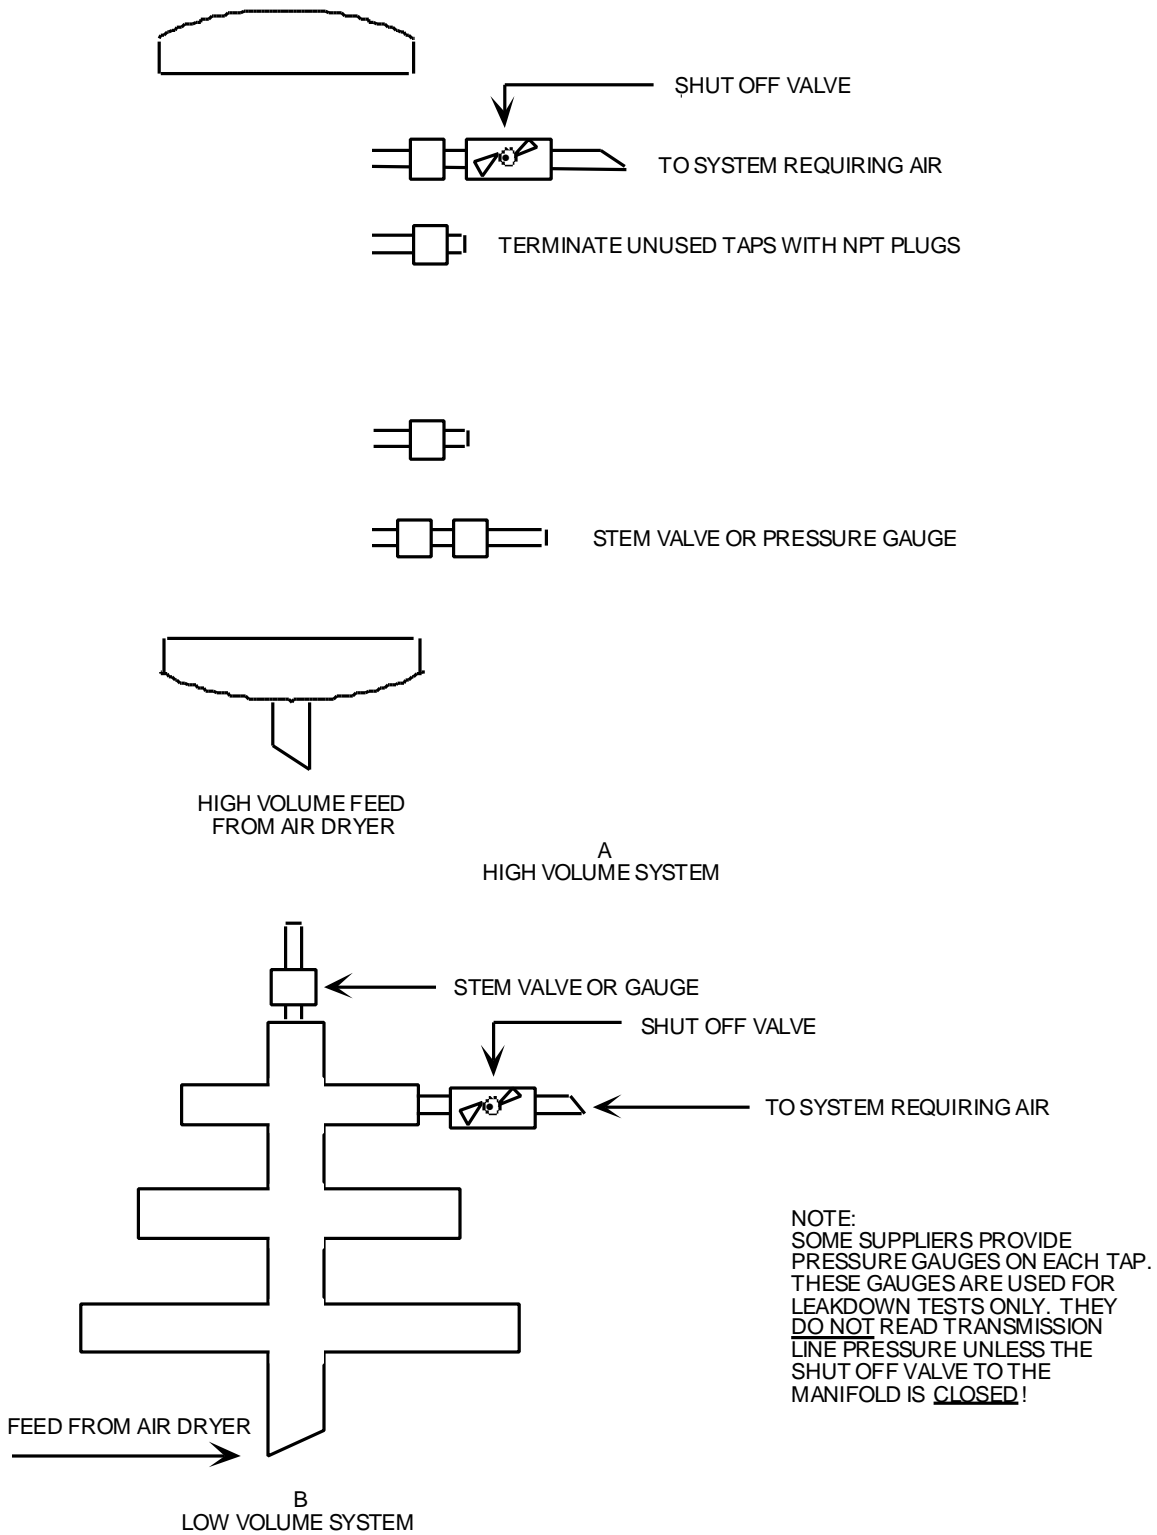 SHUT OFF VALVE
TO SYSTEM REQUIRING AIR
TERMINATE UNUSED TAPS WITH NPT PLUGS
STEM VALVE OR PRESSURE GAUGE
HIGH VOLUME FEED
FROM AIR DRYER
A
HIGH VOLUME SYSTEM
STEM VALVE OR GAUGE
SHUT OFF VALVE
TO SYSTEM REQUIRING AIR
NOTE:
SOME SUPPLIERS PROVIDE
PRESSURE GAUGES ON EACH TAP.
THESE GAUGES ARE USED FOR
LEAKDOWN TESTS ONLY. THEY
DO NOT READ TRANSMISSION
LINE PRESSURE UNLESS THE
SHUT OFF VALVE TO THE
MANIFOLD IS CLOSED!
FEED FROM AIR DRYER
B
LOW VOLUME SYSTEM